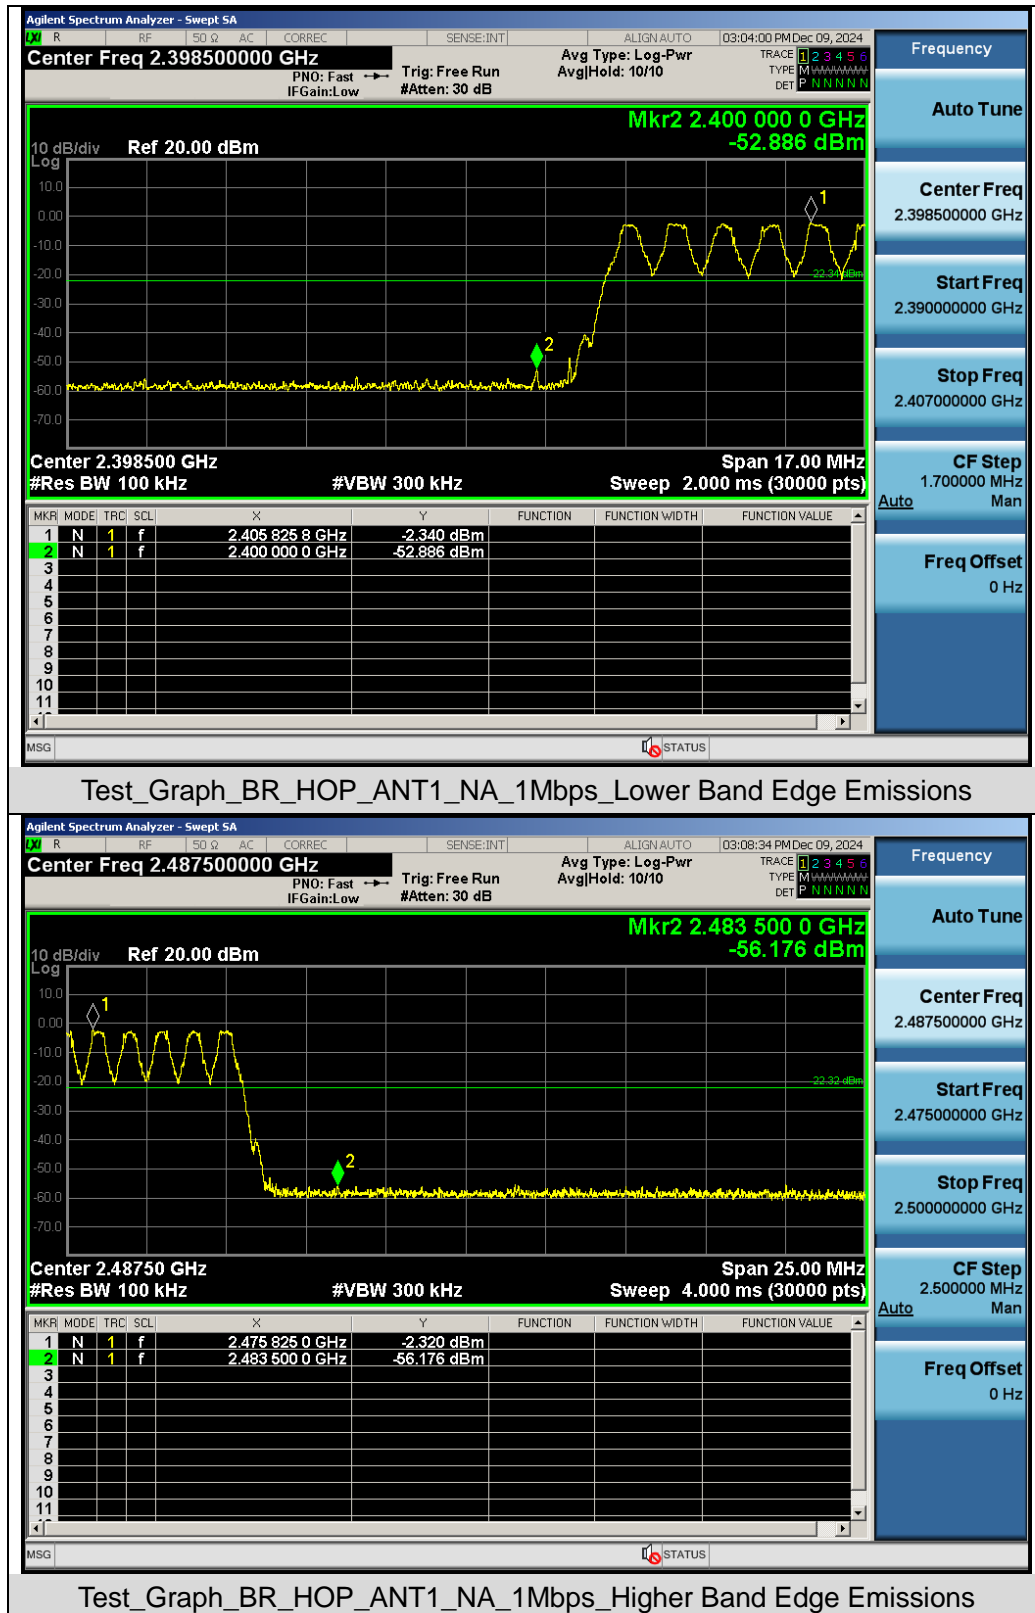 Agilent Spectrum Analyzer - Swept SA
LXI R RF 50 Ω AC CORREC SENSE:INT ALIGN AUTO 03:04:00 PM Dec 09, 2024
Center Freq 2.398500000 GHz
PNO: Fast
IFGain:Low
Trig: Free Run
#Atten: 30 dB
Avg Type: Log-Pwr
Avg|Hold: 10/10
TRACE 1 2 3 4 5 6
TYPE M WWWWW
DET P N N N N N
Mkr2 2.400 000 0 GHz
-52.886 dBm
10 dB/div Ref 20.00 dBm
Log
10.0
0.00
-10.0
-20.0
-30.0
-40.0
-50.0
-60.0
-70.0
1
2
-22.34 dBm
Center 2.398500 GHz Span 17.00 MHz
#Res BW 100 kHz #VBW 300 kHz Sweep 2.000 ms (30000 pts)
MKR MODE TRC SCL X Y FUNCTION FUNCTION WIDTH FUNCTION VALUE
1 N 1 f 2.405 825 8 GHz -2.340 dBm
2 N 1 f 2.400 000 0 GHz -52.886 dBm
3
4
5
6
7
8
9
10
11
MSG STATUS
Frequency
Auto Tune
Center Freq
2.398500000 GHz
Start Freq
2.390000000 GHz
Stop Freq
2.407000000 GHz
CF Step
1.700000 MHz
Auto Man
Freq Offset
0 Hz
Test_Graph_BR_HOP_ANT1_NA_1Mbps_Lower Band Edge Emissions
Agilent Spectrum Analyzer - Swept SA
LXI R RF 50 Ω AC CORREC SENSE:INT ALIGN AUTO 03:08:34 PM Dec 09, 2024
Center Freq 2.487500000 GHz
PNO: Fast
IFGain:Low
Trig: Free Run
#Atten: 30 dB
Avg Type: Log-Pwr
Avg|Hold: 10/10
TRACE 1 2 3 4 5 6
TYPE M WWWWW
DET P N N N N N
Mkr2 2.483 500 0 GHz
-56.176 dBm
10 dB/div Ref 20.00 dBm
Log
10.0
0.00
-10.0
-20.0
-30.0
-40.0
-50.0
-60.0
-70.0
1
2
-22.32 dBm
Center 2.48750 GHz Span 25.00 MHz
#Res BW 100 kHz #VBW 300 kHz Sweep 4.000 ms (30000 pts)
MKR MODE TRC SCL X Y FUNCTION FUNCTION WIDTH FUNCTION VALUE
1 N 1 f 2.475 825 0 GHz -2.320 dBm
2 N 1 f 2.483 500 0 GHz -56.176 dBm
3
4
5
6
7
8
9
10
11
MSG STATUS
Frequency
Auto Tune
Center Freq
2.487500000 GHz
Start Freq
2.475000000 GHz
Stop Freq
2.500000000 GHz
CF Step
2.500000 MHz
Auto Man
Freq Offset
0 Hz
Test_Graph_BR_HOP_ANT1_NA_1Mbps_Higher Band Edge Emissions